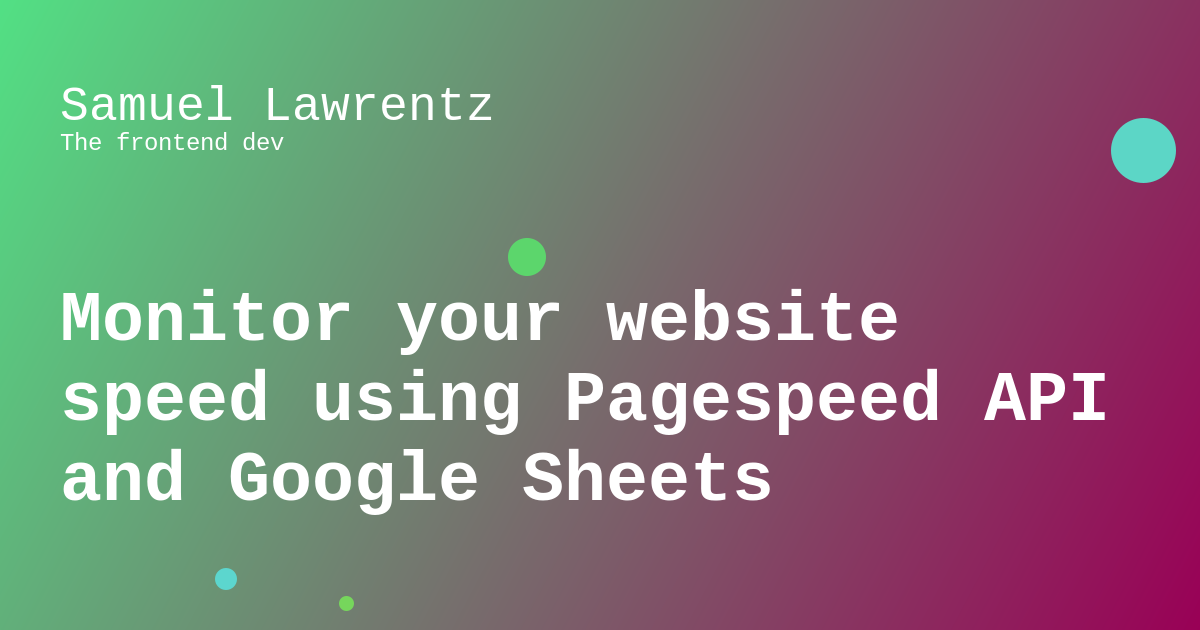 Samuel Lawrentz
The frontend dev
Monitor your website
speed using Pagespeed API
and Google Sheets